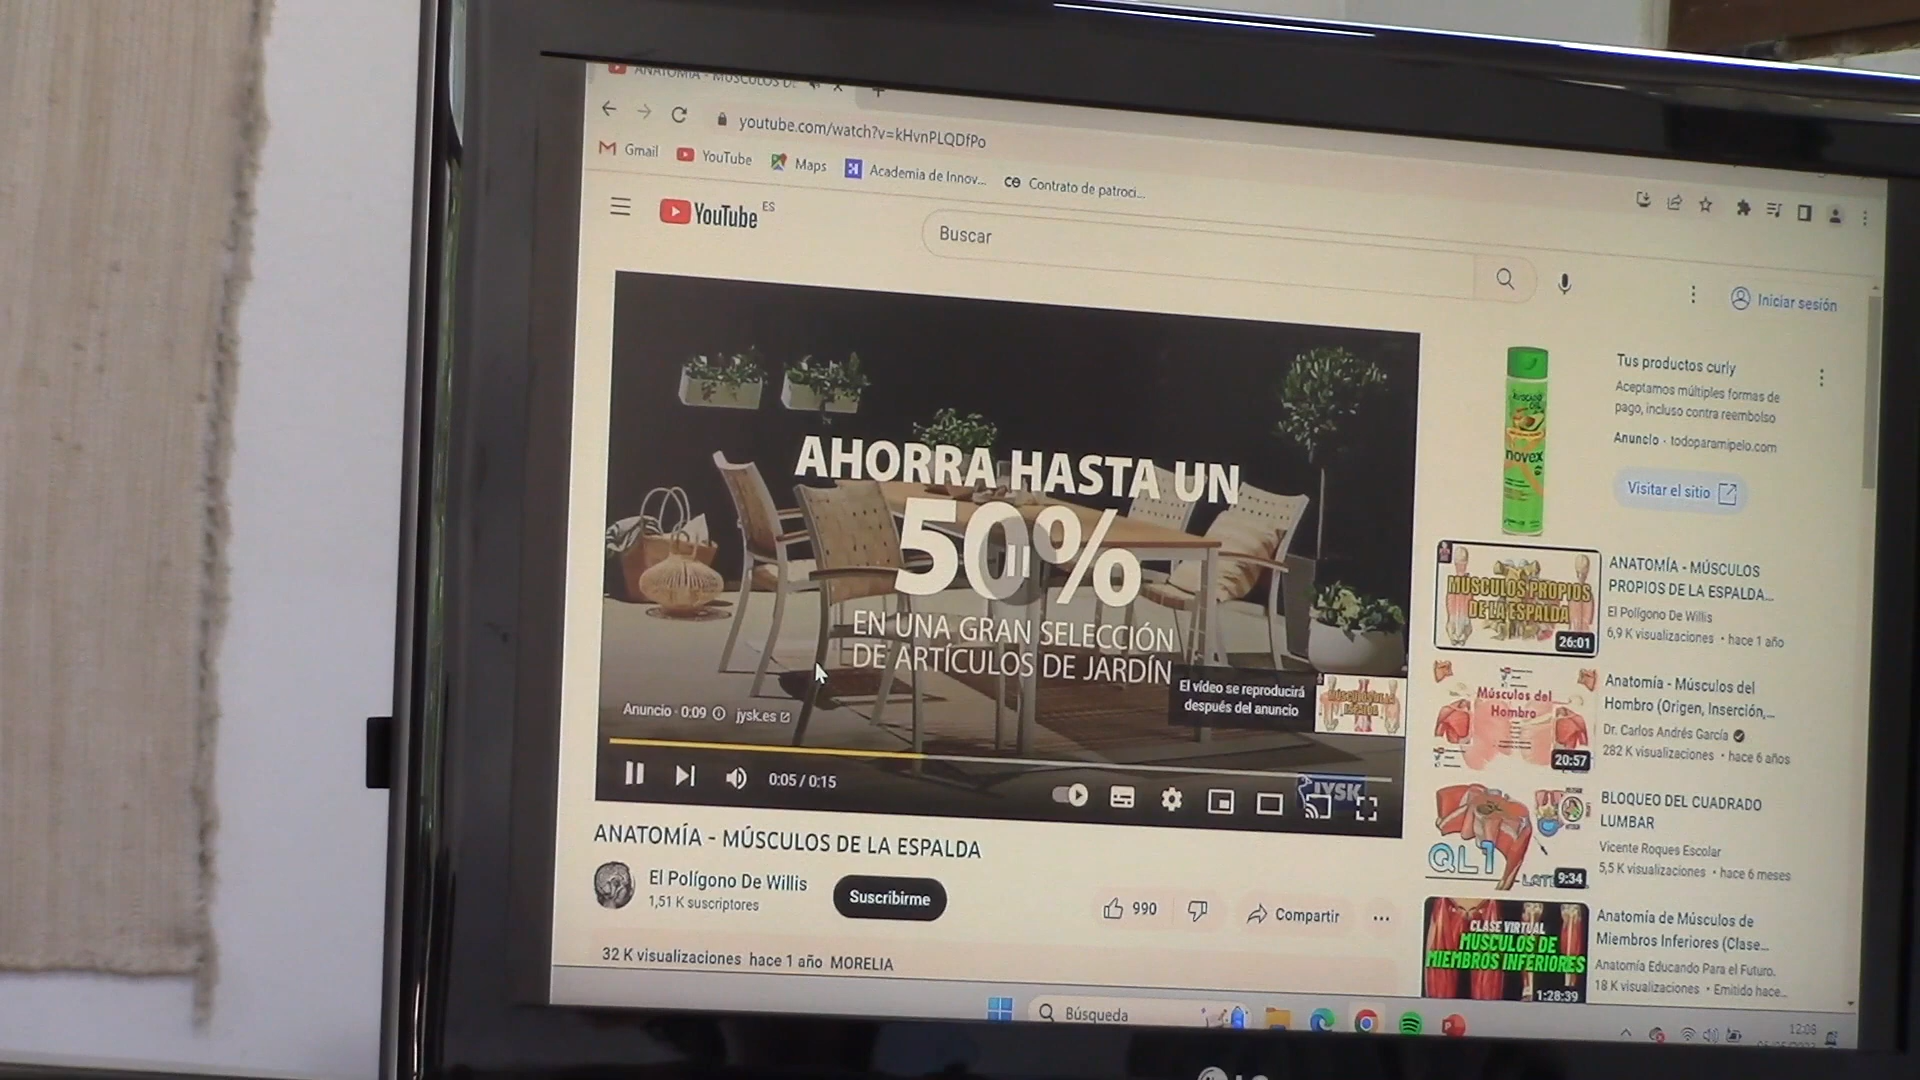 ANATOMÍA - MÚSCULOS DE
youtube.com/watch?v=kHvnPLQDfPo
Gmail
YouTube
Maps
Academia de Innov...
Contrato de patroci...
YouTube ES
Buscar
Iniciar sesión
AHORRA HASTA UN
50%
EN UNA GRAN SELECCIÓN
DE ARTÍCULOS DE JARDÍN
El vídeo se reproducirá
después del anuncio
Anuncio · 0:09 jysk.es
0:05 / 0:15
JYSK
ANATOMÍA - MÚSCULOS DE LA ESPALDA
El Polígono De Willis
1,51 K suscriptores
Suscribirme
990
Compartir
32 K visualizaciones hace 1 año MORELIA
Tus productos curly
Aceptamos múltiples formas de
pago, incluso contra reembolso
Anuncio · todoparamipelo.com
Visitar el sitio
novex
MÚSCULOS PROPIOS
DE LA ESPALDA
26:01
ANATOMÍA - MÚSCULOS
PROPIOS DE LA ESPALDA...
El Polígono De Willis
6,9 K visualizaciones • hace 1 año
Músculos del
Hombro
20:57
Anatomía - Músculos del
Hombro (Origen, Inserción,...
Dr. Carlos Andrés García
282 K visualizaciones • hace 6 años
QL1
9:34
BLOQUEO DEL CUADRADO
LUMBAR
Vicente Roques Escolar
5,5 K visualizaciones • hace 6 meses
CLASE VIRTUAL
MUSCULOS DE
MIEMBROS INFERIORES
1:28:39
Anatomía de Músculos de
Miembros Inferiores (Clase...
Anatomía Educando Para el Futuro.
18 K visualizaciones • Emitido hace...
Búsqueda
12:08